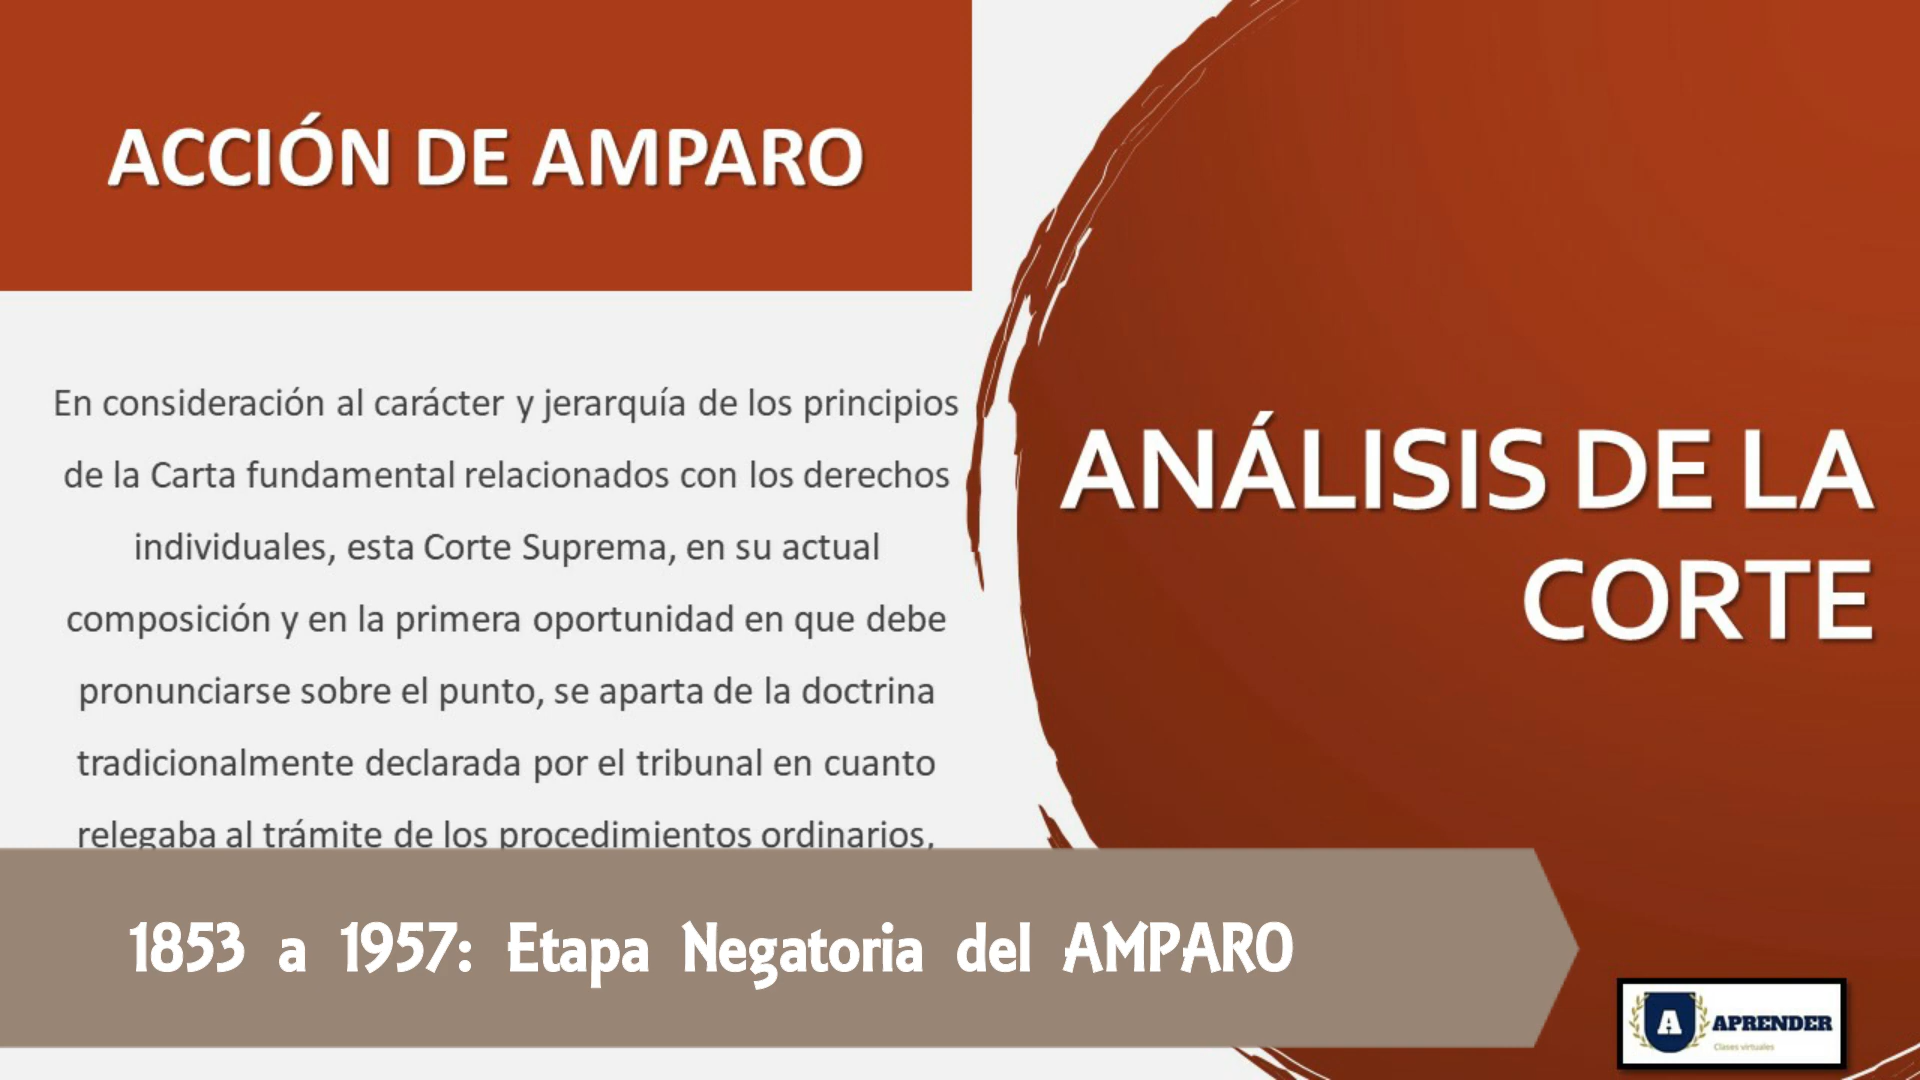 ACCIÓN DE AMPARO
En consideración al carácter y jerarquía de los principios
de la Carta fundamental relacionados con los derechos
individuales, esta Corte Suprema, en su actual
composición y en la primera oportunidad en que debe
pronunciarse sobre el punto, se aparta de la doctrina
tradicionalmente declarada por el tribunal en cuanto
relegaba al trámite de los procedimientos ordinarios,
ANÁLISIS DE LA
CORTE
1853 a 1957: Etapa Negatoria del AMPARO
A
APRENDER
Clases virtuales